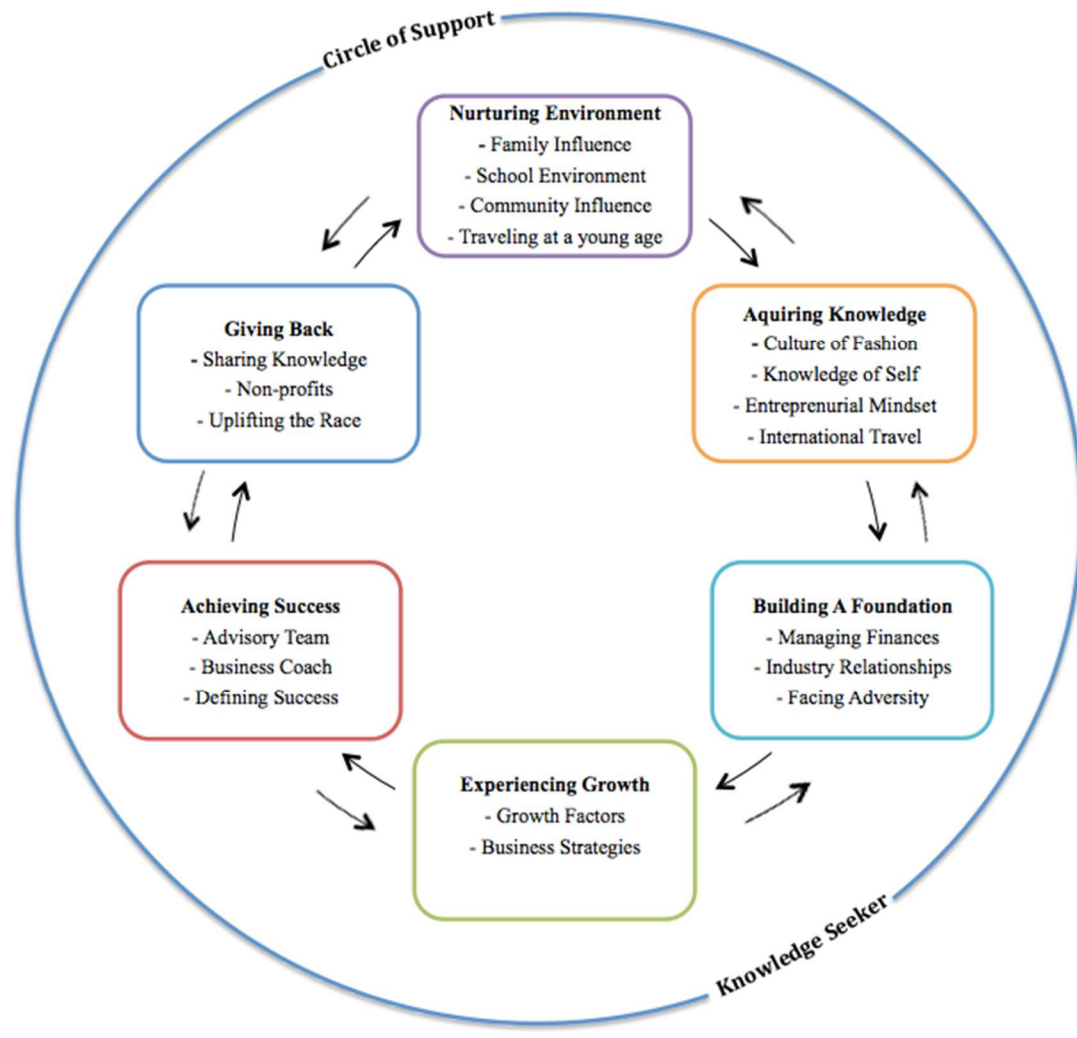 Circle of Support
Nurturing Environment
- Family Influence
- School Environment
- Community Influence
- Traveling at a young age
Aquiring Knowledge
- Culture of Fashion
- Knowledge of Self
- Entreprenurial Mindset
- International Travel
Building A Foundation
- Managing Finances
- Industry Relationships
- Facing Adversity
Experiencing Growth
- Growth Factors
- Business Strategies
Achieving Success
- Advisory Team
- Business Coach
- Defining Success
Giving Back
- Sharing Knowledge
- Non-profits
- Uplifting the Race
Knowledge Seeker